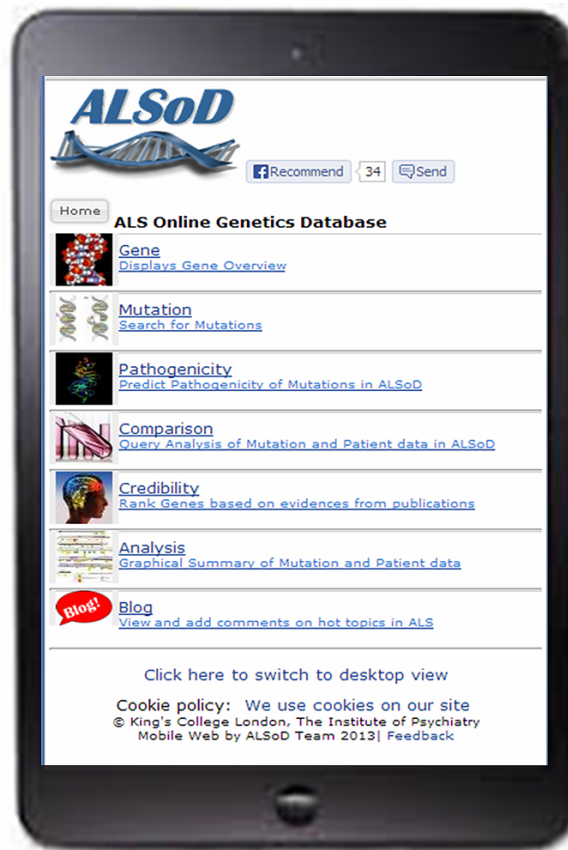 ALSoD
Recommend 34 Send
Home
ALS Online Genetics Database
Gene
Displays Gene Overview
Mutation
Search for Mutations
Pathogenicity
Predict Pathogenicity of Mutations in ALSoD
Comparison
Query Analysis of Mutation and Patient data in ALSoD
Credibility
Rank Genes based on evidences from publications
Analysis
Graphical Summary of Mutation and Patient data
Blog!
Blog
View and add comments on hot topics in ALS
Click here to switch to desktop view
Cookie policy: We use cookies on our site
© King's College London, The Institute of Psychiatry
Mobile Web by ALSoD Team 2013| Feedback